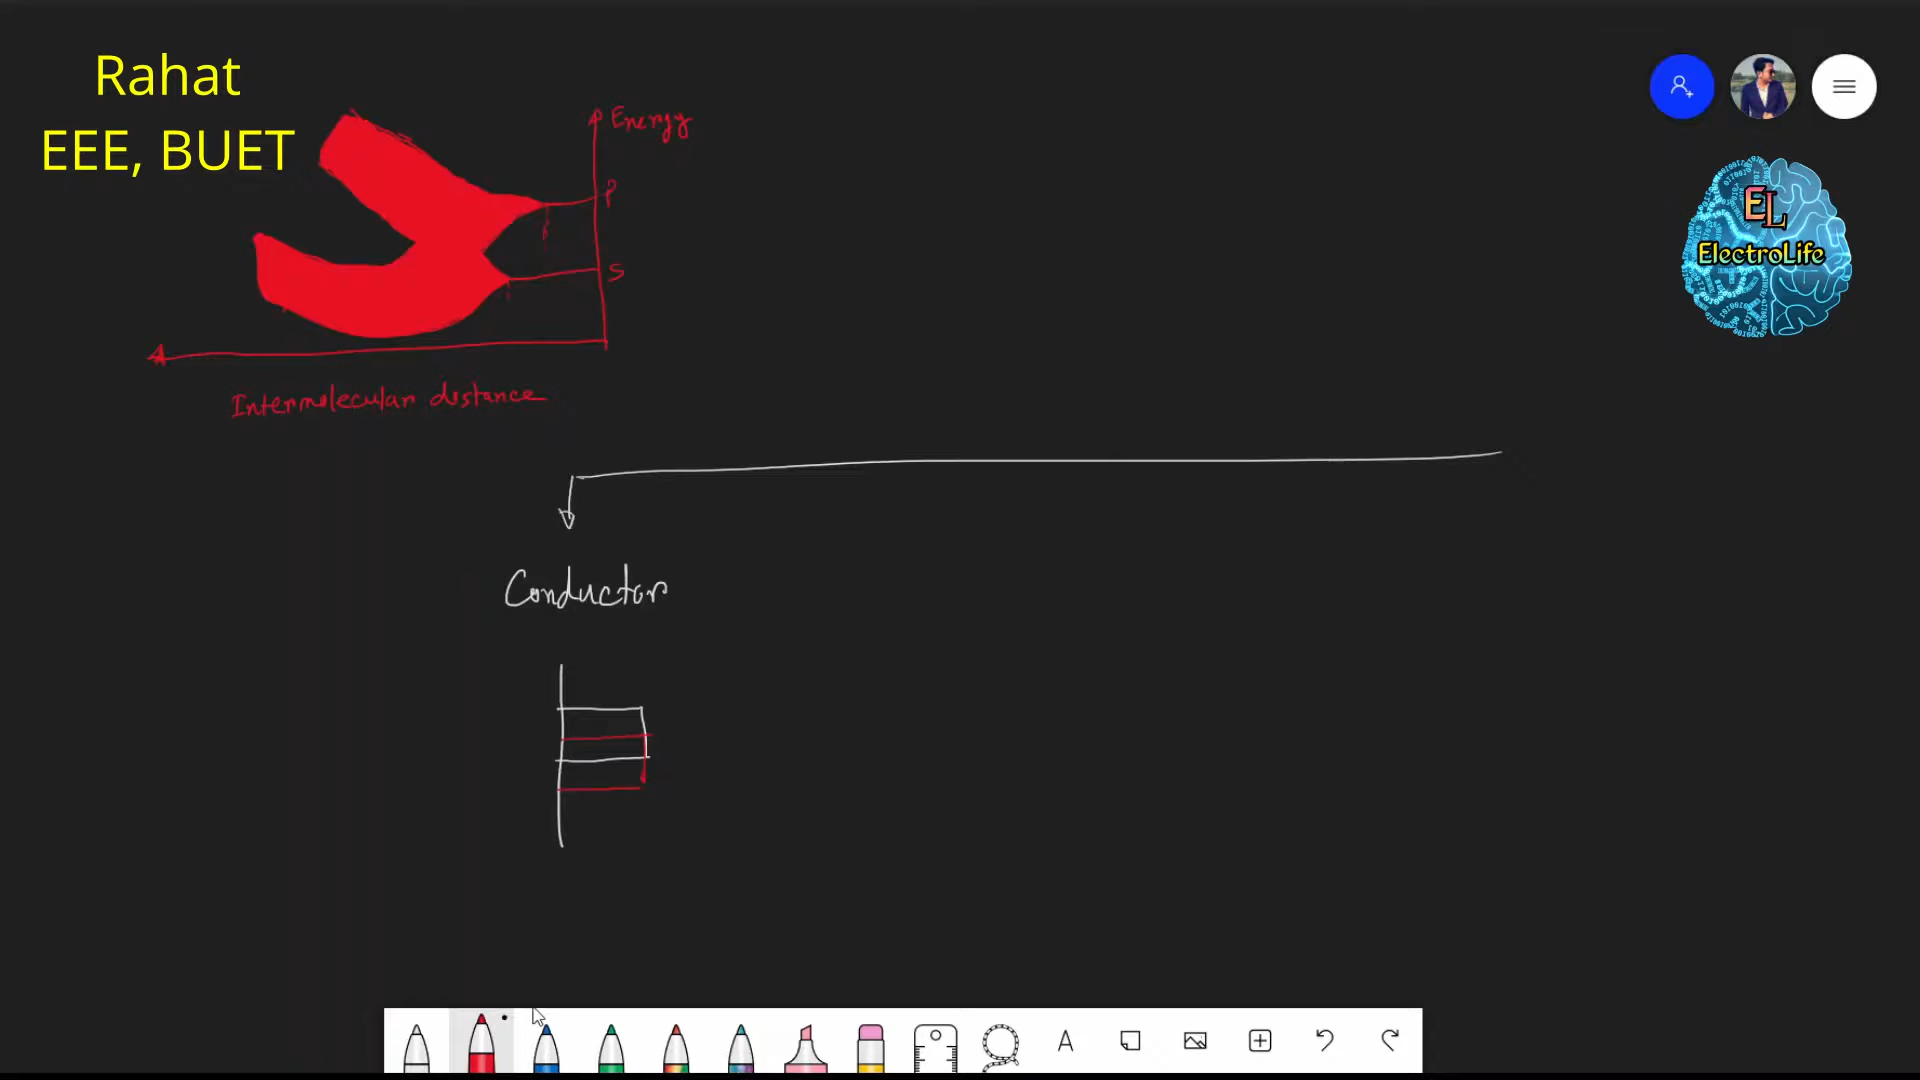 Rahat
EEE, BUET
Energy
P
S
Intermolecular distance
EL
ElectroLife
Conductor
A